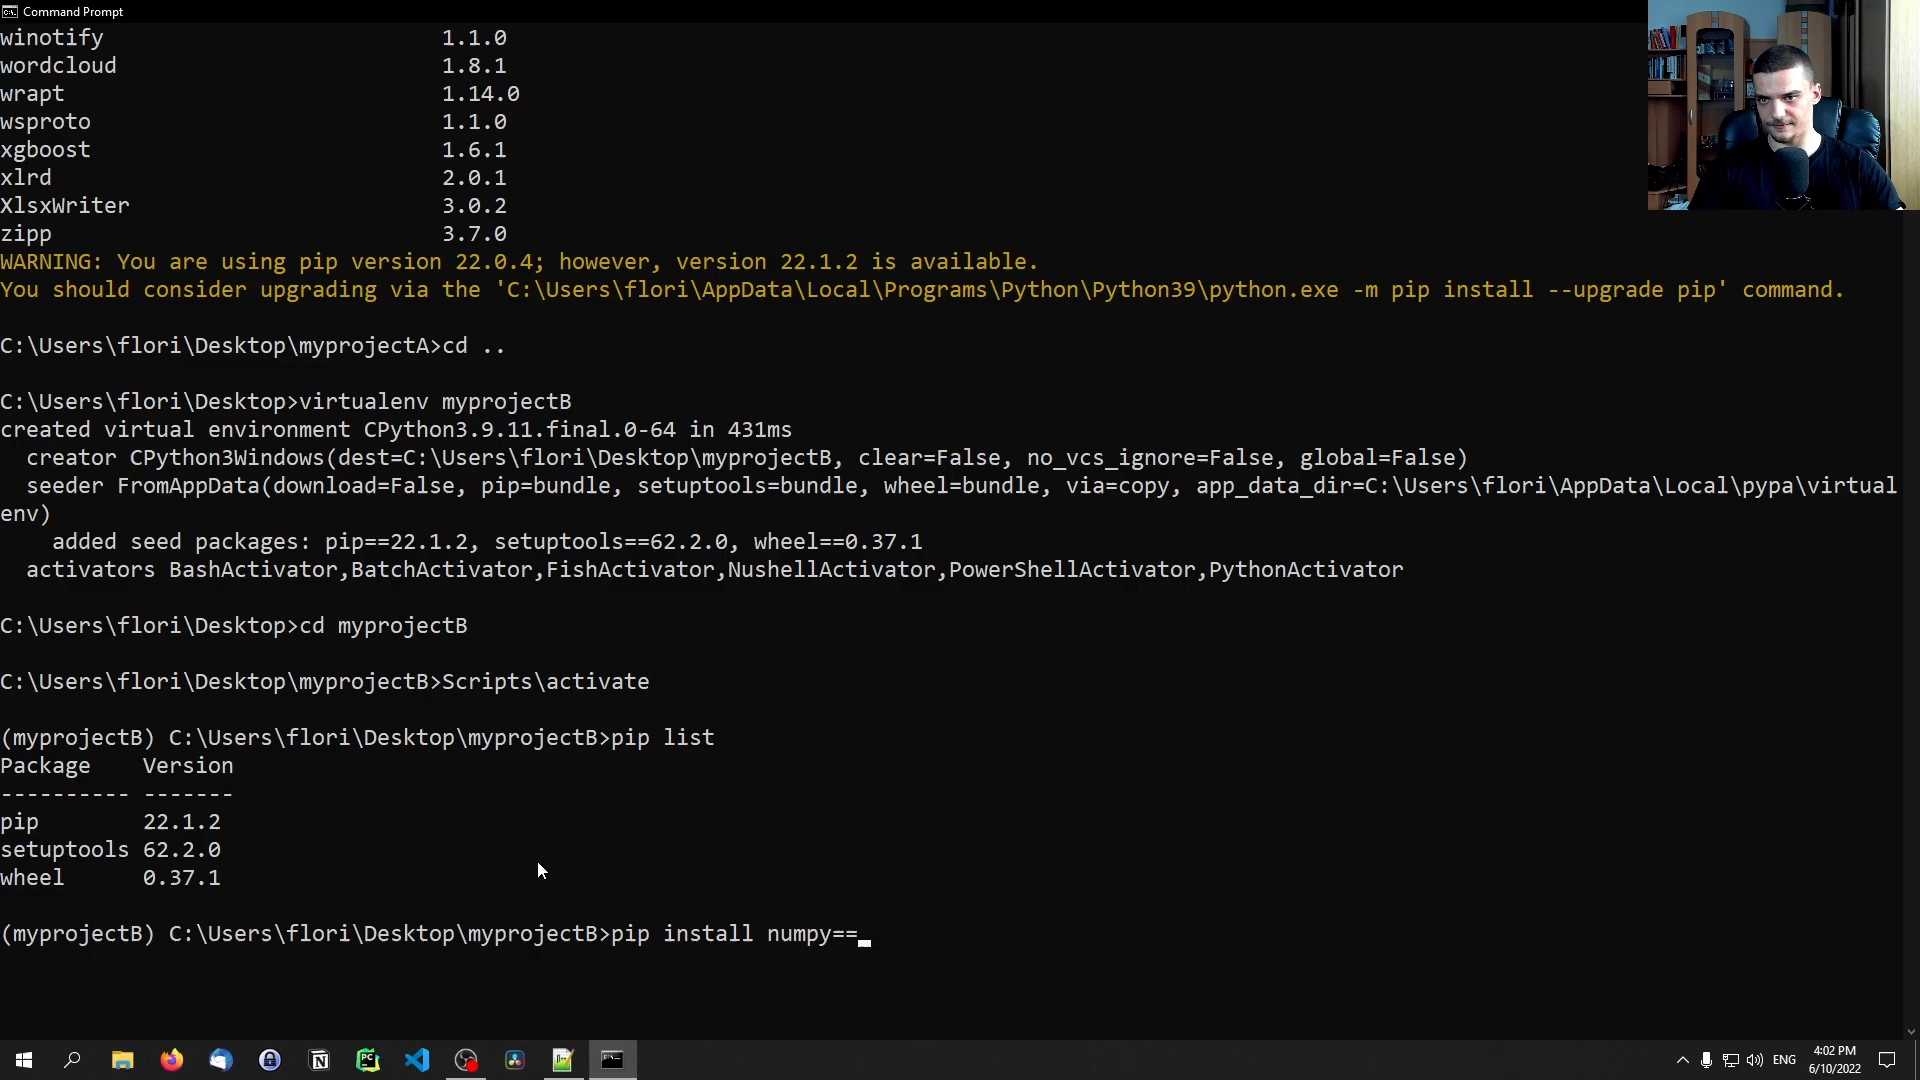 Command Prompt
winotify 1.1.0
wordcloud 1.8.1
wrapt 1.14.0
wsproto 1.1.0
xgboost 1.6.1
xlrd 2.0.1
XlsxWriter 3.0.2
zipp 3.7.0
WARNING: You are using pip version 22.0.4; however, version 22.1.2 is available.
You should consider upgrading via the 'C:\Users\flori\AppData\Local\Programs\Python\Python39\python.exe -m pip install --upgrade pip' command.
C:\Users\flori\Desktop\myprojectA>cd ..
C:\Users\flori\Desktop>virtualenv myprojectB
created virtual environment CPython3.9.11.final.0-64 in 431ms
creator CPython3Windows(dest=C:\Users\flori\Desktop\myprojectB, clear=False, no_vcs_ignore=False, global=False)
seeder FromAppData(download=False, pip=bundle, setuptools=bundle, wheel=bundle, via=copy, app_data_dir=C:\Users\flori\AppData\Local\pypa\virtual
env)
added seed packages: pip==22.1.2, setuptools==62.2.0, wheel==0.37.1
activators BashActivator,BatchActivator,FishActivator,NushellActivator,PowerShellActivator,PythonActivator
C:\Users\flori\Desktop>cd myprojectB
C:\Users\flori\Desktop\myprojectB>Scripts\activate
(myprojectB) C:\Users\flori\Desktop\myprojectB>pip list
Package Version
---------- -------
pip 22.1.2
setuptools 62.2.0
wheel 0.37.1
(myprojectB) C:\Users\flori\Desktop\myprojectB>pip install numpy==_
ENG
4:02 PM
6/10/2022